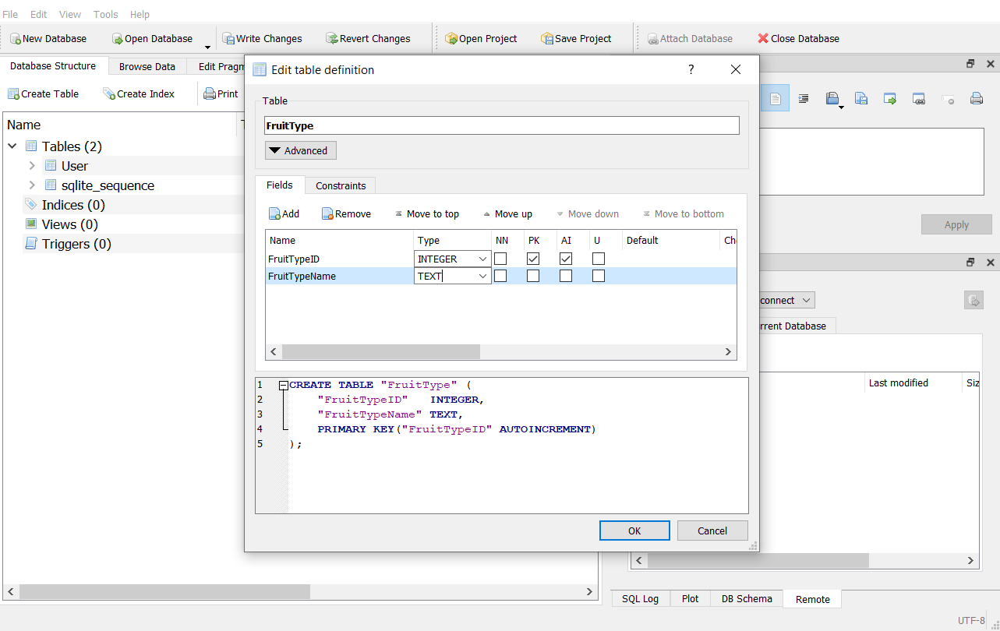 File Edit View Tools Help
New Database Open Database Write Changes Revert Changes Open Project Save Project Attach Database Close Database
Database Structure Browse Data Edit Pragm
Create Table Create Index Print
Name T
Tables (2)
User
sqlite_sequence
Indices (0)
Views (0)
Triggers (0)
Edit table definition ?
Table
FruitType
Advanced
Fields Constraints
Add Remove Move to top Move up Move down Move to bottom
Name Type NN PK AI U Default Che
FruitTypeID INTEGER
FruitTypeName TEXT
1 CREATE TABLE "FruitType" (
2 "FruitTypeID" INTEGER,
3 "FruitTypeName" TEXT,
4 PRIMARY KEY("FruitTypeID" AUTOINCREMENT)
5 );
OK Cancel
Apply
connect
rrent Database
Last modified Siz
SQL Log Plot DB Schema Remote
UTF-8